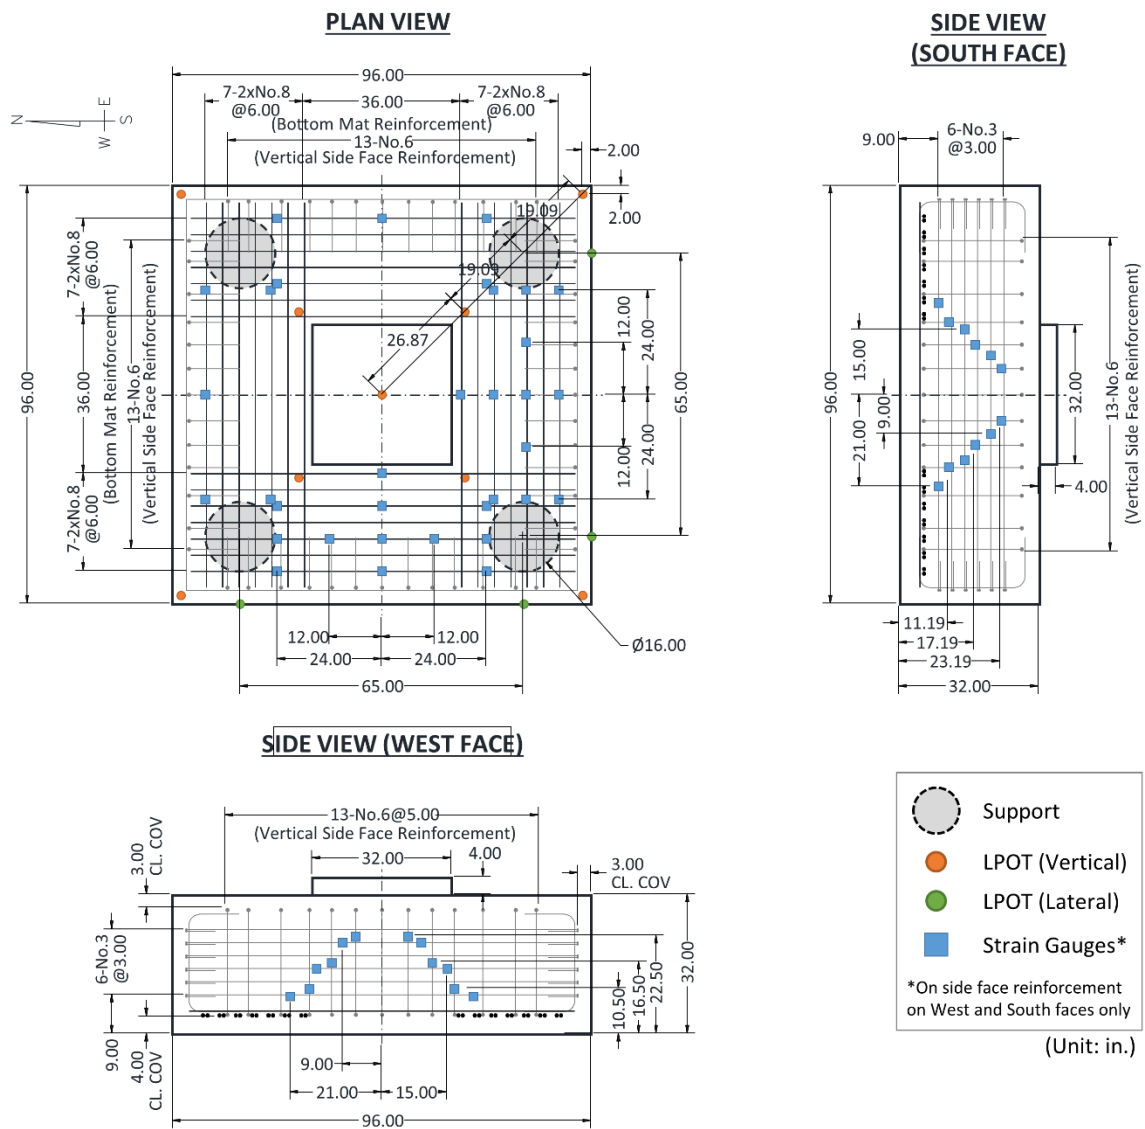 PLAN VIEW
96.00
7-2xNo.8
@6.00
36.00
7-2xNo.8
@6.00
(Bottom Mat Reinforcement)
13-No.6
(Vertical Side Face Reinforcement)
N
E
S
W
2.00
2.00
19.09
19.09
26.87
96.00
7-2xNo.8
@6.00
36.00
7-2xNo.8
@6.00
(Bottom Mat Reinforcement)
13-No.6
(Vertical Side Face Reinforcement)
12.00
24.00
12.00
24.00
65.00
12.00
12.00
24.00
24.00
65.00
Ø16.00
SIDE VIEW
(SOUTH FACE)
9.00
6-No.3
@3.00
96.00
15.00
9.00
21.00
32.00
13-No.6
(Vertical Side Face Reinforcement)
4.00
11.19
17.19
23.19
32.00
SIDE VIEW (WEST FACE)
13-No.6@5.00
(Vertical Side Face Reinforcement)
32.00
4.00
3.00
CL. COV
3.00
CL. COV
6-No.3
@3.00
9.00
4.00
CL. COV
10.50
16.50
22.50
32.00
9.00
21.00
15.00
96.00
Support
LPOT (Vertical)
LPOT (Lateral)
Strain Gauges*
*On side face reinforcement
on West and South faces only
(Unit: in.)